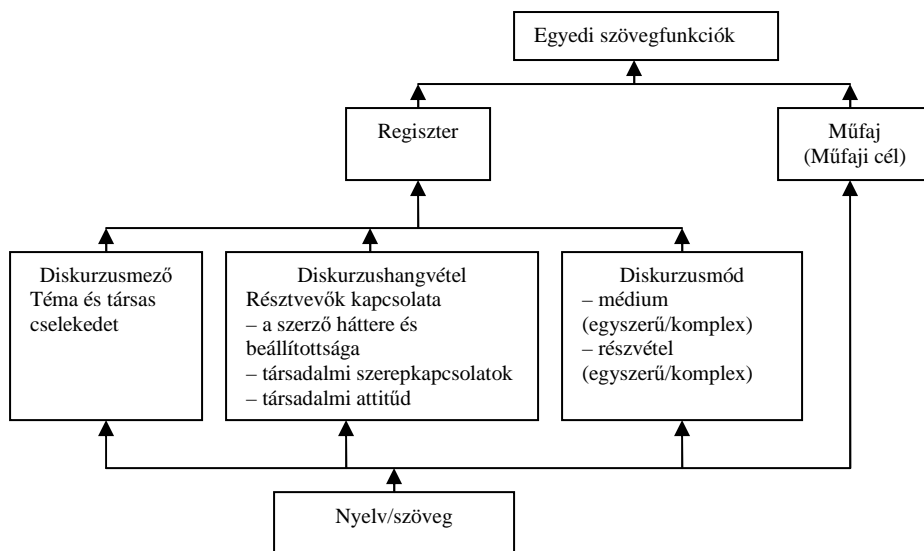 Egyedi szövegfunkciók
Regiszter
Műfaj
(Műfaji cél)
Diskurzusmező
Téma és társas
cselekedet
Diskurzushangvétel
Résztvevők kapcsolata
– a szerző háttere és
beállítottsága
– társadalmi szerepkapcsolatok
– társadalmi attitűd
Diskurzusmód
– médium
(egyszerű/komplex)
– részvétel
(egyszerű/komplex)
Nyelv/szöveg